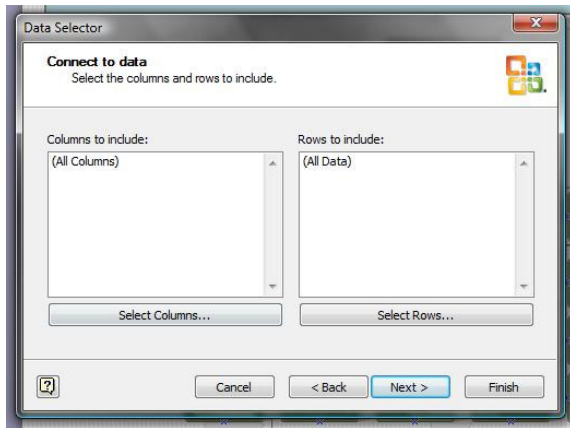 Data Selector
Connect to data
Select the columns and rows to include.
Columns to include:
Rows to include:
(All Columns)
(All Data)
Select Columns...
Select Rows...
Cancel
< Back
Next >
Finish